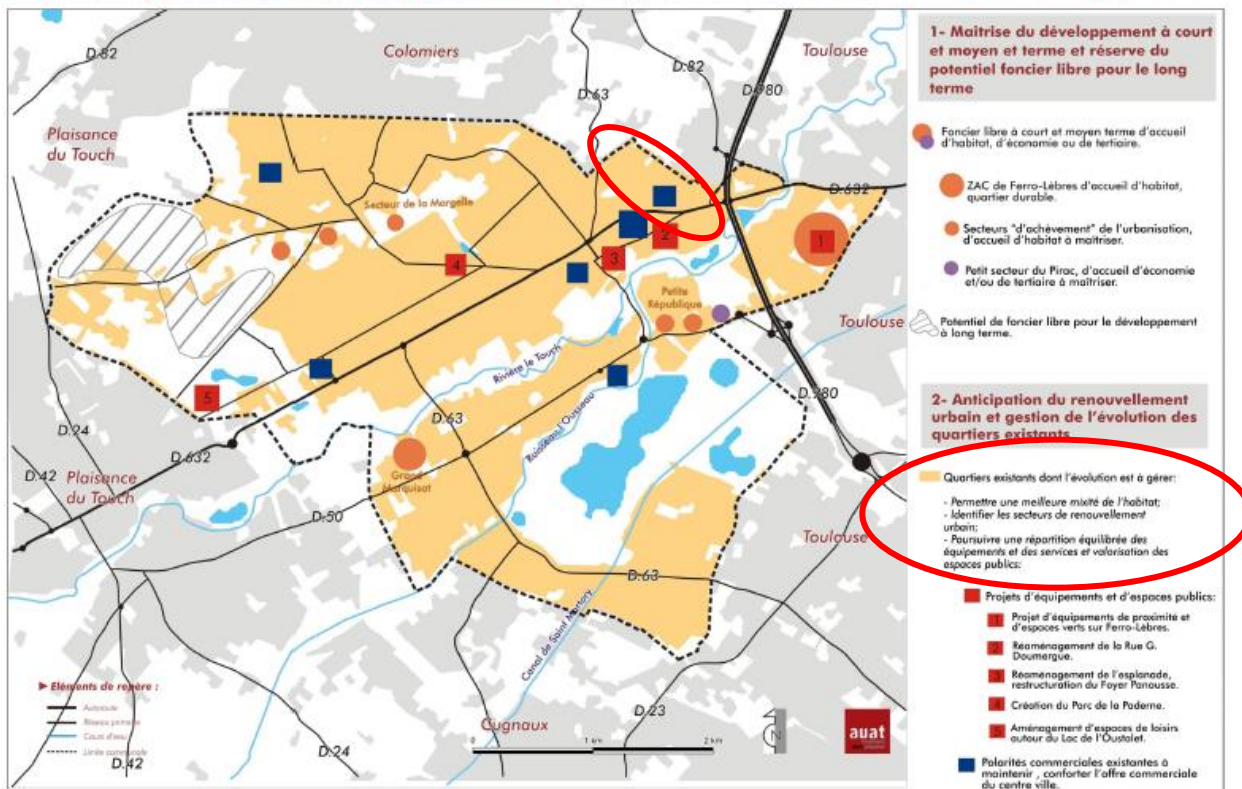 D.82
Colomiers
D.63
D.82
D.980
Toulouse
Plaisance
du Touch
D.632
Secteur de la Margelle
1
2
3
4
Petite
République
Toulouse
Rivière le Touch
5
D.63
Ruisseau l'Ousseau
D.980
D.24
D.632
Grand
Marquisat
D.42
Plaisance
du Touch
D.50
Toulouse
D.63
Canal de Saint Martory
Eléments de repère :
Autoroute
Réseau primaire
Cours d'eau
Limite communale
Cugnaux
D.23
D.24
D.42
1 km
2 km
N
auat
1- Maîtrise du développement à court
et moyen et terme et réserve du
potentiel foncier libre pour le long
terme
Foncier libre à court et moyen terme d'accueil
d'habitat, d'économie ou de tertiaire.
ZAC de Ferro-Lèbres d'accueil d'habitat,
quartier durable.
Secteurs "d'achèvement" de l'urbanisation,
d'accueil d'habitat à maîtriser.
Petit secteur du Pirac, d'accueil d'économie
et/ou de tertiaire à maîtriser.
Potentiel de foncier libre pour le développement
à long terme.
2- Anticipation du renouvellement
urbain et gestion de l'évolution des
quartiers existants
Quartiers existants dont l'évolution est à gérer:
- Permettre une meilleure mixité de l'habitat;
- Identifier les secteurs de renouvellement
urbain;
- Poursuivre une répartition équilibrée des
équipements et des services et valorisation des
espaces publics:
Projets d'équipements et d'espaces publics:
1 Projet d'équipements de proximité et
d'espaces verts sur Ferro-Lèbres.
2 Réaménagement de la Rue G.
Doumergue.
3 Réaménagement de l'esplanade,
restructuration du Foyer Panousse.
4 Création du Parc de la Paderne.
5 Aménagement d'espaces de loisirs
autour du Lac de l'Oustalet.
Polarités commerciales existantes à
maintenir , conforter l'offre commerciale
du centre ville.